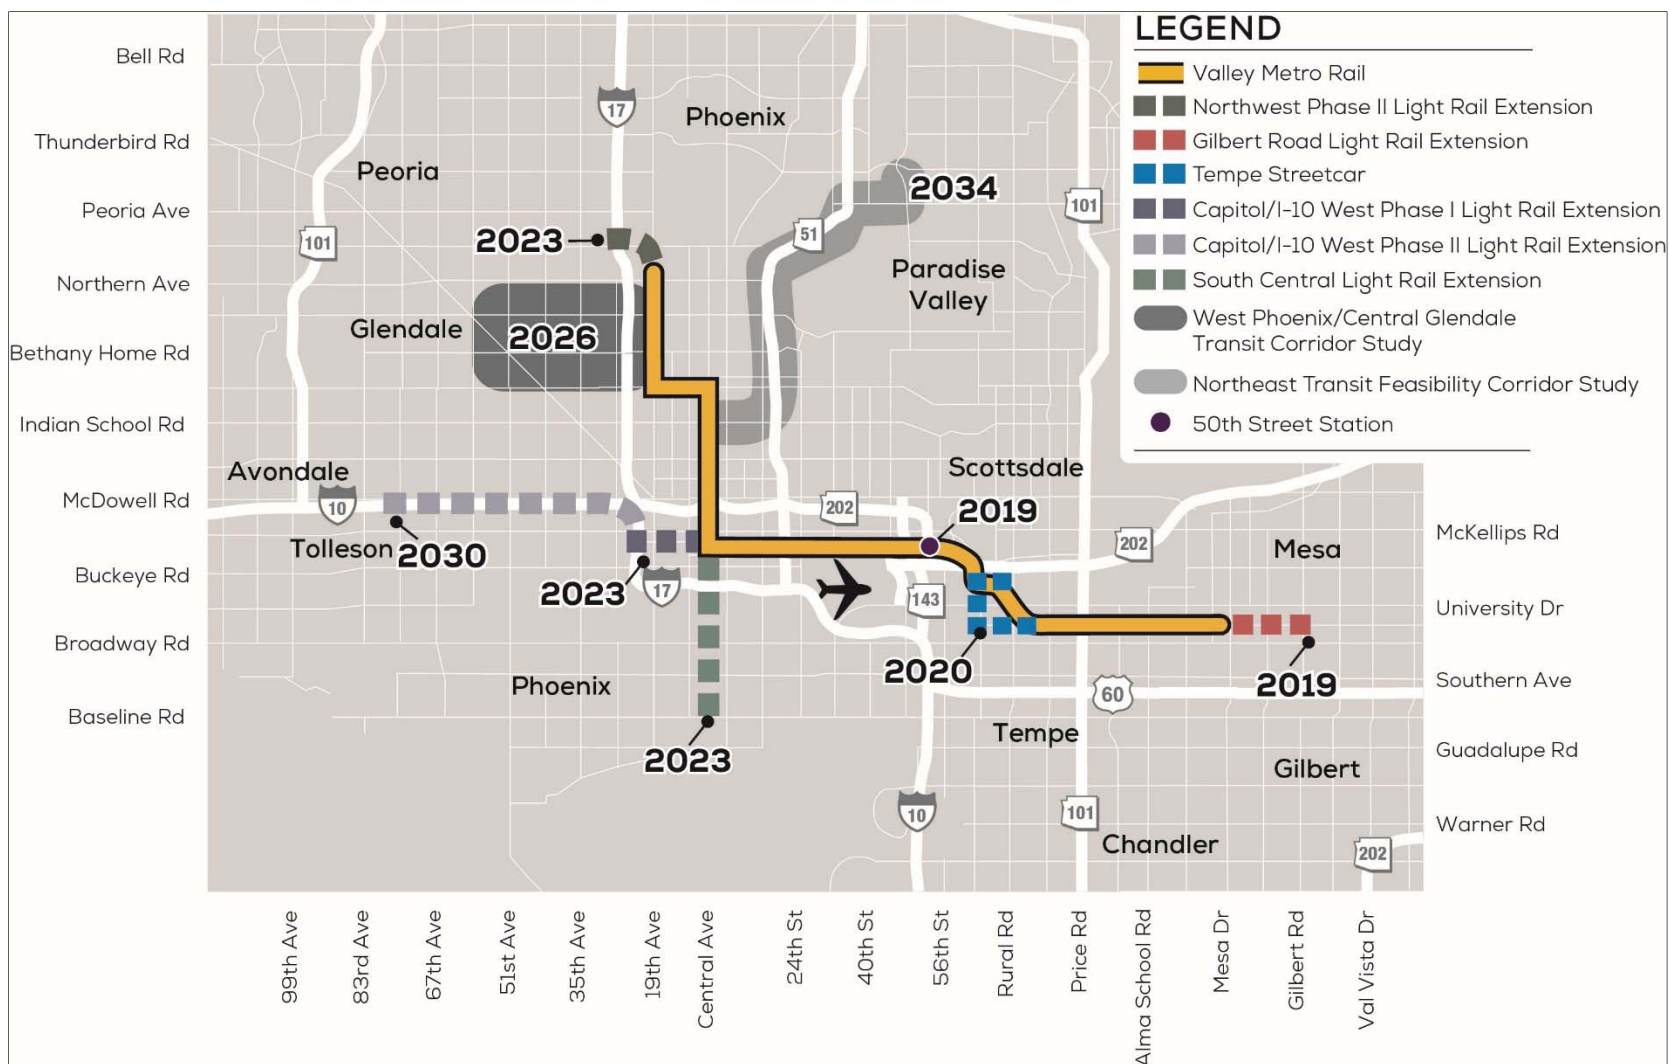 LEGEND
Valley Metro Rail
Northwest Phase II Light Rail Extension
Gilbert Road Light Rail Extension
Tempe Streetcar
Capitol/I-10 West Phase I Light Rail Extension
Capitol/I-10 West Phase II Light Rail Extension
South Central Light Rail Extension
West Phoenix/Central Glendale
Transit Corridor Study
Northeast Transit Feasibility Corridor Study
50th Street Station
Bell Rd
Thunderbird Rd
Peoria Ave
Northern Ave
Bethany Home Rd
Indian School Rd
McDowell Rd
Buckeye Rd
Broadway Rd
Baseline Rd
17
Phoenix
Peoria
2034
101
101
51
2023
Paradise
Valley
Glendale
2026
Avondale
Scottsdale
10
202
2019
202
Mesa
Tolleson
2030
2023
17
143
2020
2019
Phoenix
60
Tempe
2023
Gilbert
10
101
Chandler
202
McKellips Rd
University Dr
Southern Ave
Guadalupe Rd
Warner Rd
99th Ave
83rd Ave
67th Ave
51st Ave
35th Ave
19th Ave
Central Ave
24th St
40th St
56th St
Rural Rd
Price Rd
Alma School Rd
Mesa Dr
Gilbert Rd
Val Vista Dr